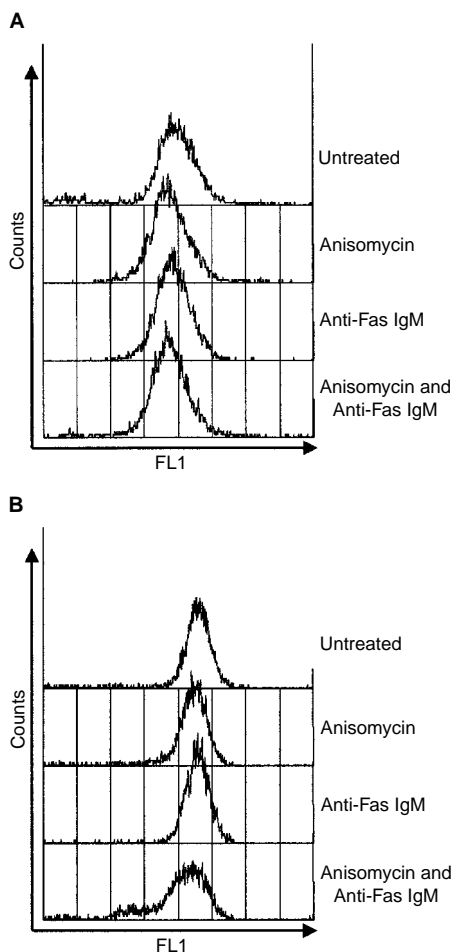 A
Counts
Untreated
Anisomycin
Anti-Fas IgM
Anisomycin and
Anti-Fas IgM
FL1
B
Counts
Untreated
Anisomycin
Anti-Fas IgM
Anisomycin and
Anti-Fas IgM
FL1